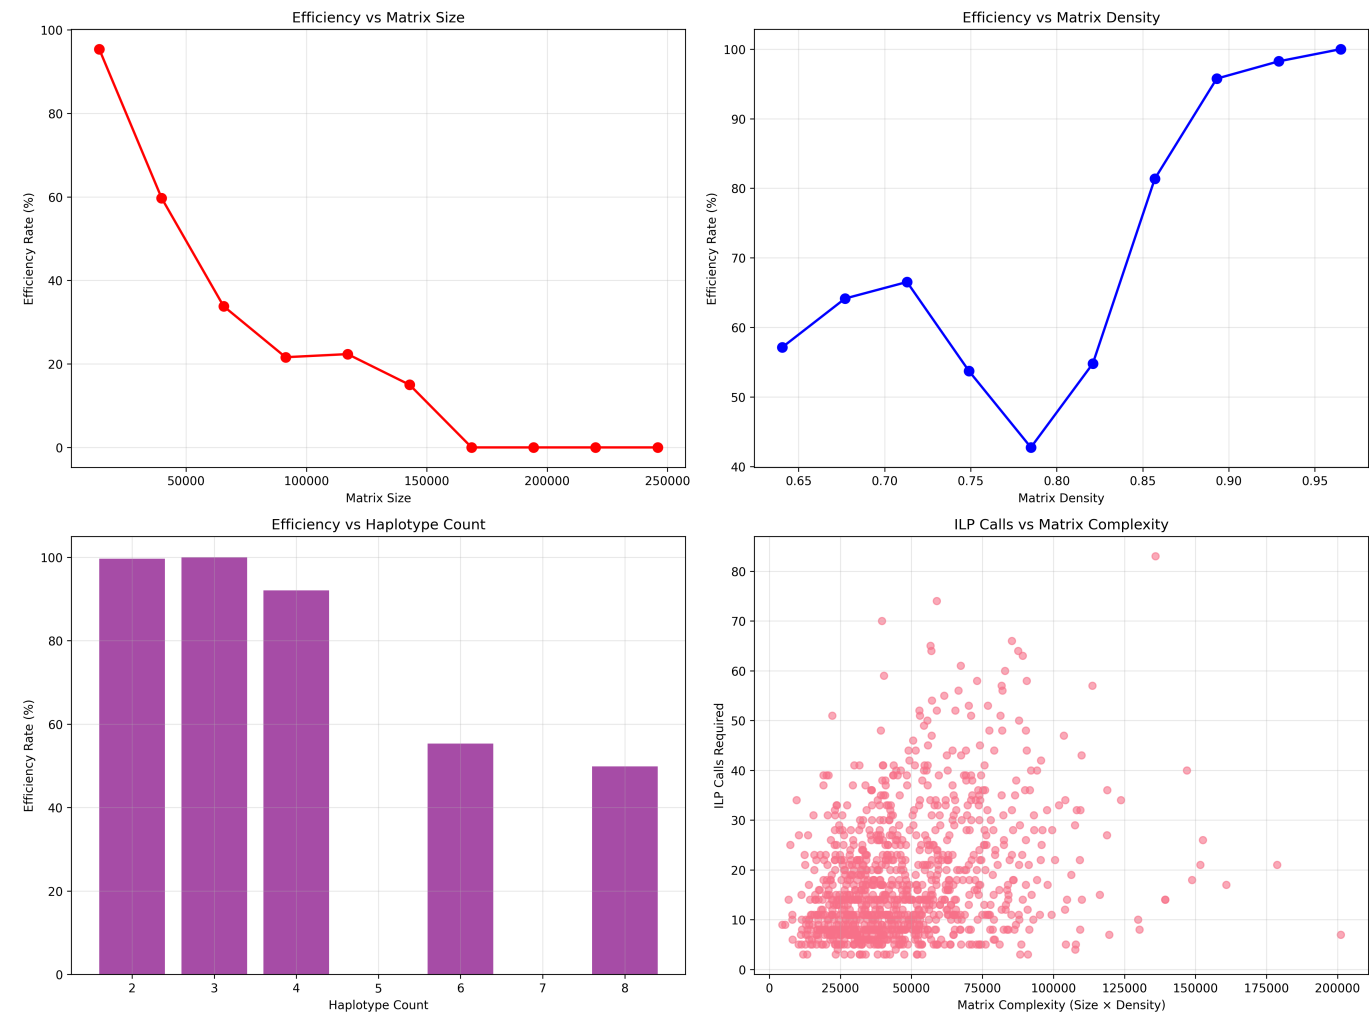 Efficiency vs Matrix Size
Efficiency Rate (%)
100
80
60
40
20
0
50000 100000 150000 200000 250000
Matrix Size
Efficiency vs Matrix Density
Efficiency Rate (%)
100
90
80
70
60
50
40
0.65 0.70 0.75 0.80 0.85 0.90 0.95
Matrix Density
Efficiency vs Haplotype Count
Efficiency Rate (%)
100
80
60
40
20
0
2 3 4 5 6 7 8
Haplotype Count
ILP Calls vs Matrix Complexity
ILP Calls Required
80
70
60
50
40
30
20
10
0
0 25000 50000 75000 100000 125000 150000 175000 200000
Matrix Complexity (Size × Density)